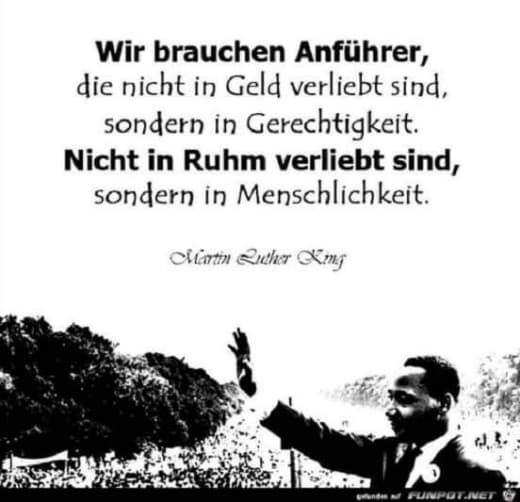 Wir brauchen Anführer,
die nicht in Geld verliebt sind,
sondern in Gerechtigkeit.
Nicht in Ruhm verliebt sind,
sondern in Menschlichkeit.
Martin Luther King
gefunden auf FUNPOT.NET